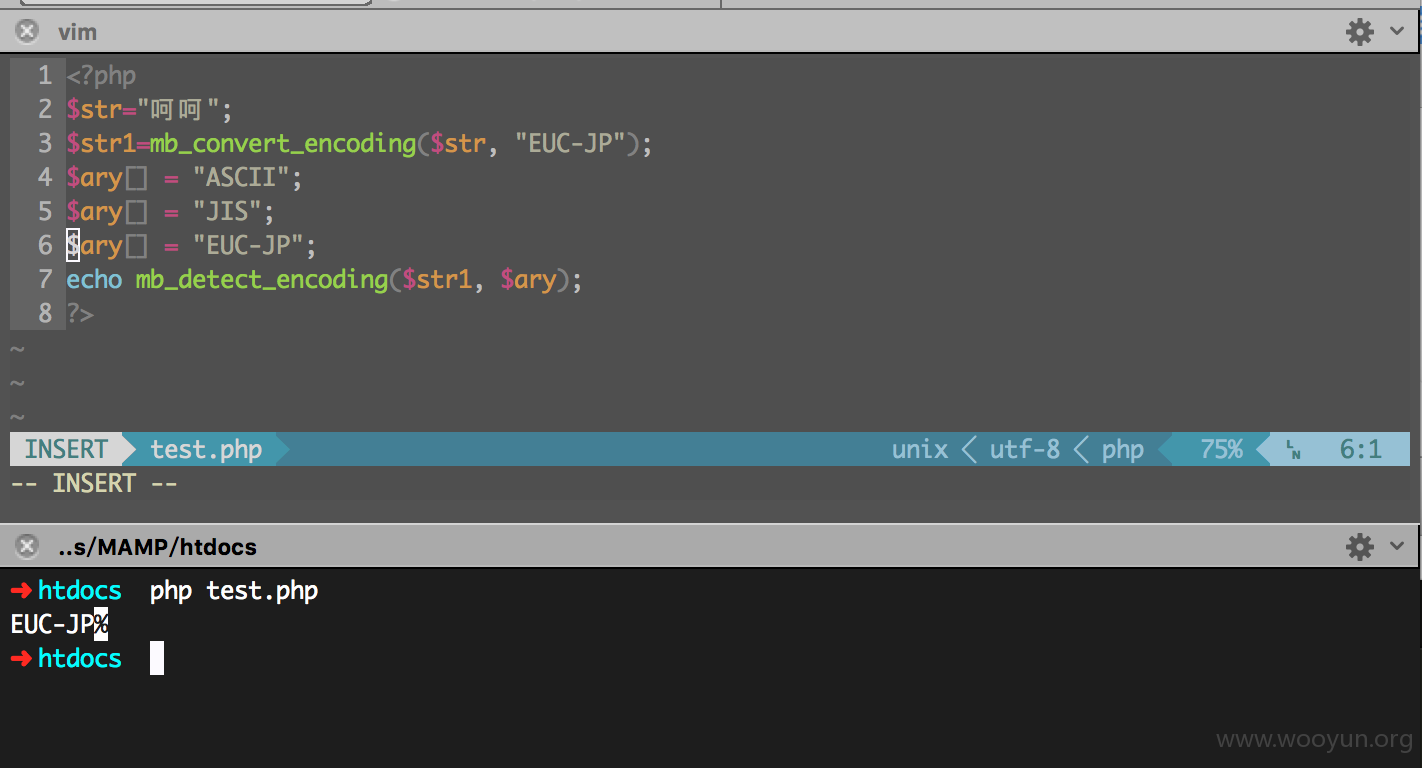 vim
1 <?php
2 $str="呵呵";
3 $str1=mb_convert_encoding($str, "EUC-JP");
4 $ary[] = "ASCII";
5 $ary[] = "JIS";
6 $ary[] = "EUC-JP";
7 echo mb_detect_encoding($str1, $ary);
8 ?>
~
~
~
INSERT test.php unix < utf-8 < php 75% LN 6:1
-- INSERT --
..s/MAMP/htdocs
➜ htdocs php test.php
EUC-JP%
➜ htdocs
www.wooyun.org